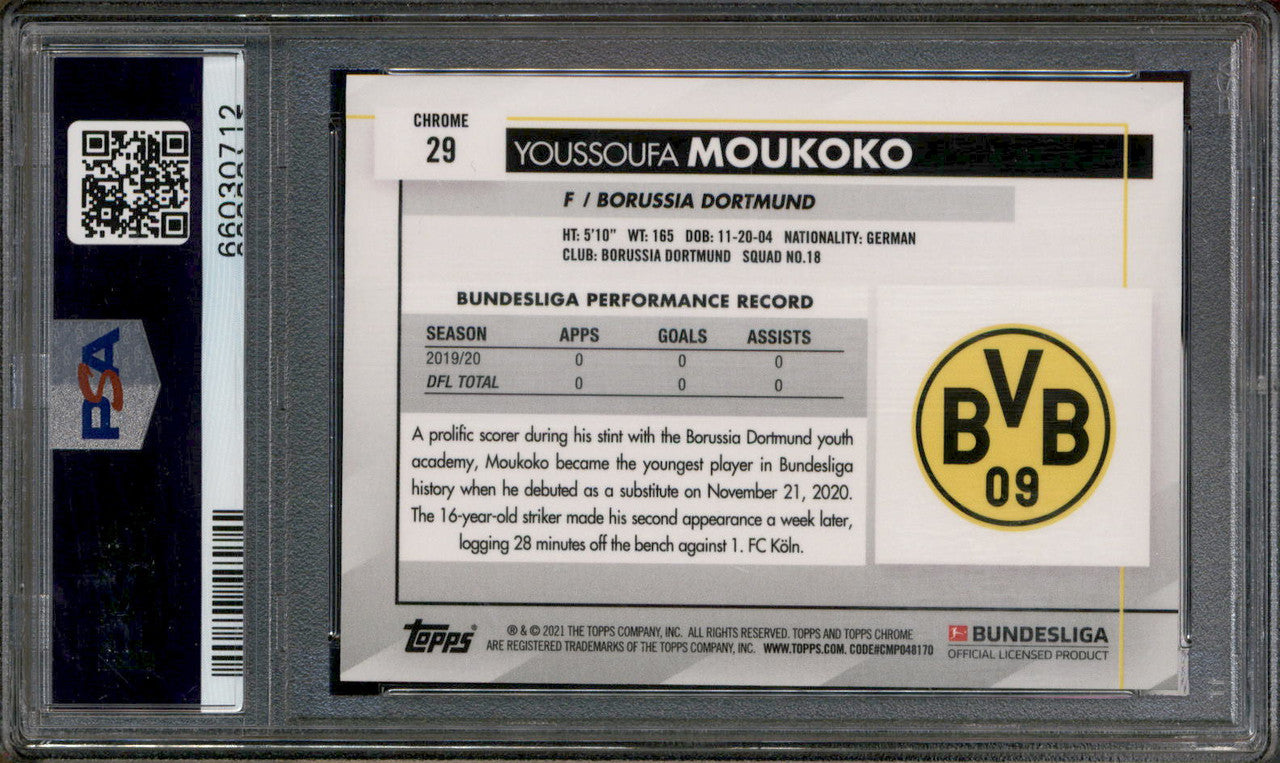 66030712
PSA
CHROME
29
YOUSSOUFA MOUKOKO
F / BORUSSIA DORTMUND
HT: 5'10" WT: 165 DOB: 11-20-04 NATIONALITY: GERMAN
CLUB: BORUSSIA DORTMUND SQUAD NO.18
BUNDESLIGA PERFORMANCE RECORD
SEASON APPS GOALS ASSISTS
2019/20 0 0 0
DFL TOTAL 0 0 0
A prolific scorer during his stint with the Borussia Dortmund youth
academy, Moukoko became the youngest player in Bundesliga
history when he debuted as a substitute on November 21, 2020.
The 16-year-old striker made his second appearance a week later,
logging 28 minutes off the bench against 1. FC Köln.
BVB
09
topps®
® & © 2021 THE TOPPS COMPANY, INC. ALL RIGHTS RESERVED. TOPPS AND TOPPS CHROME
ARE REGISTERED TRADEMARKS OF THE TOPPS COMPANY, INC. WWW.TOPPS.COM. CODE#CMP048170
BUNDESLIGA
OFFICIAL LICENSED PRODUCT